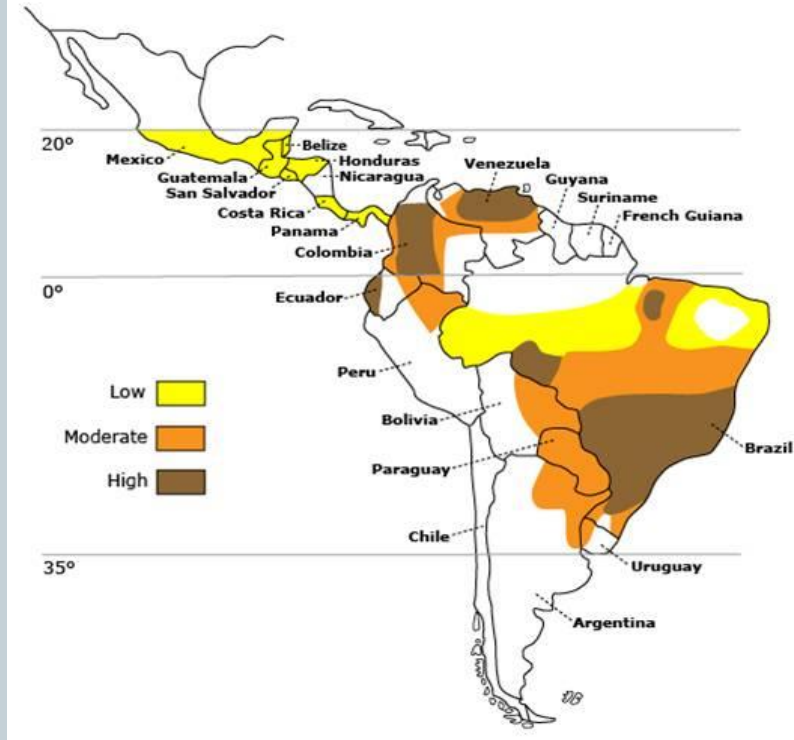 20°
Mexico
Belize
Honduras
Guatemala
Nicaragua
San Salvador
Costa Rica
Panama
Venezuela
Guyana
Suriname
French Guiana
Colombia
0°
Ecuador
Peru
Low
Moderate
High
Bolivia
Paraguay
Brazil
Chile
35°
Uruguay
Argentina